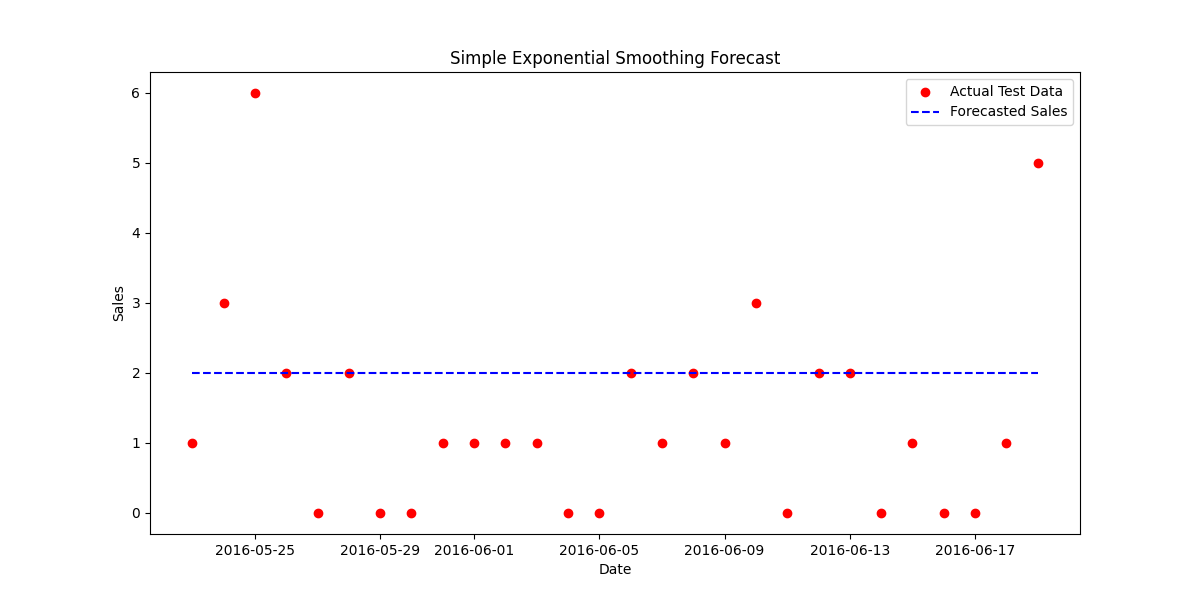 Simple Exponential Smoothing Forecast
Actual Test Data
Forecasted Sales
6
5
4
3
2
1
0
Sales
2016-05-25 2016-05-29 2016-06-01 2016-06-05 2016-06-09 2016-06-13 2016-06-17
Date